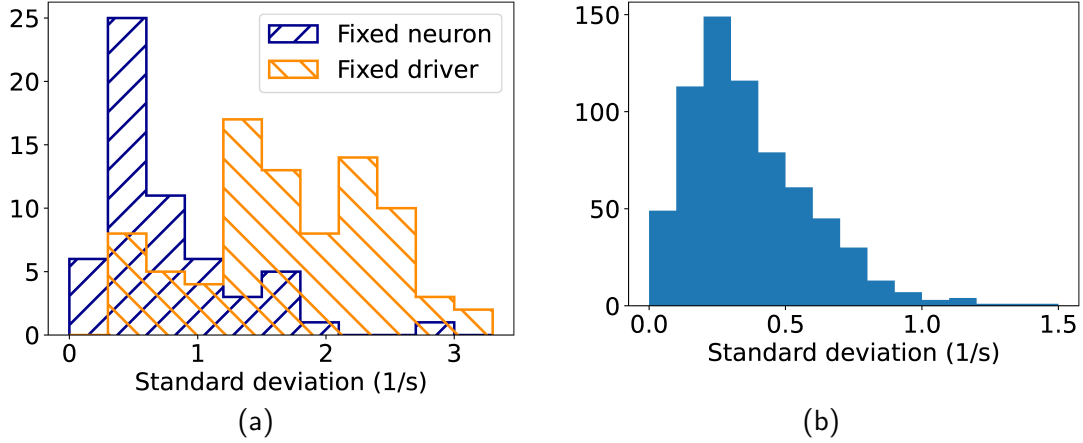 25
20
15
10
5
0
0 1 2 3
Standard deviation (1/s)
Fixed neuron
Fixed driver
(a)
150
100
50
0
0.0 0.5 1.0 1.5
Standard deviation (1/s)
(b)